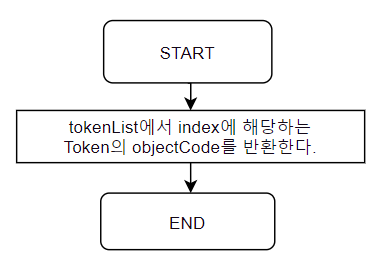 START
tokenList에서 index에 해당하는
Token의 objectCode를 반환한다.
END